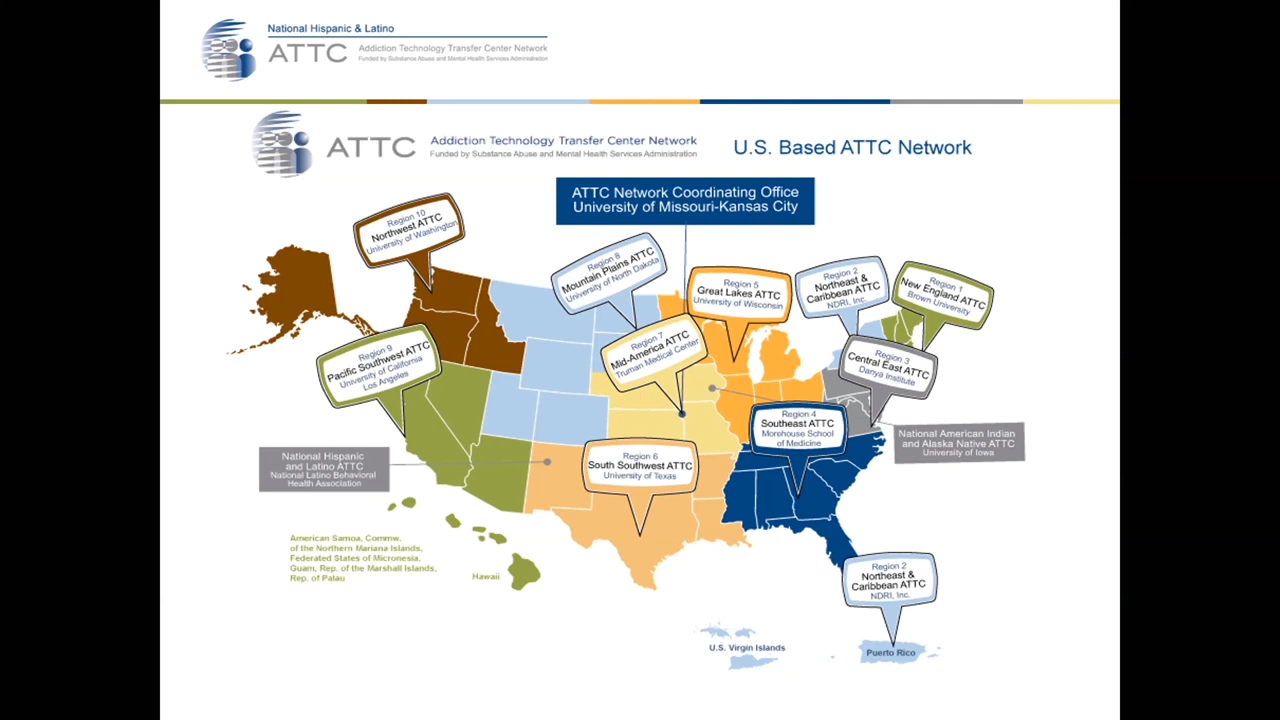 National Hispanic & Latino
ATTC
Addiction Technology Transfer Center Network
Funded by Substance Abuse and Mental Health Services Administration
ATTC
Addiction Technology Transfer Center Network
Funded by Substance Abuse and Mental Health Services Administration
U.S. Based ATTC Network
ATTC Network Coordinating Office
University of Missouri-Kansas City
Region 10
Northwest ATTC
University of Washington
Region 8
Mountain Plains ATTC
University of North Dakota
Region 5
Great Lakes ATTC
University of Wisconsin
Region 2
Northeast &
Caribbean ATTC
NDRI, Inc.
Region 1
New England ATTC
Brown University
Region 9
Pacific Southwest ATTC
University of California
Los Angeles
Region 7
Mid-America ATTC
Truman Medical Center
Region 3
Central East ATTC
Danya Institute
Region 4
Southeast ATTC
Morehouse School
of Medicine
National American Indian
and Alaska Native ATTC
University of Iowa
National Hispanic
and Latino ATTC
National Latino Behavioral
Health Association
Region 6
South Southwest ATTC
University of Texas
American Samoa, Commw.
of the Northern Mariana Islands,
Federated States of Micronesia,
Guam, Rep. of the Marshall Islands,
Rep. of Palau
Hawaii
Region 2
Northeast &
Caribbean ATTC
NDRI, Inc.
U.S. Virgin Islands
Puerto Rico